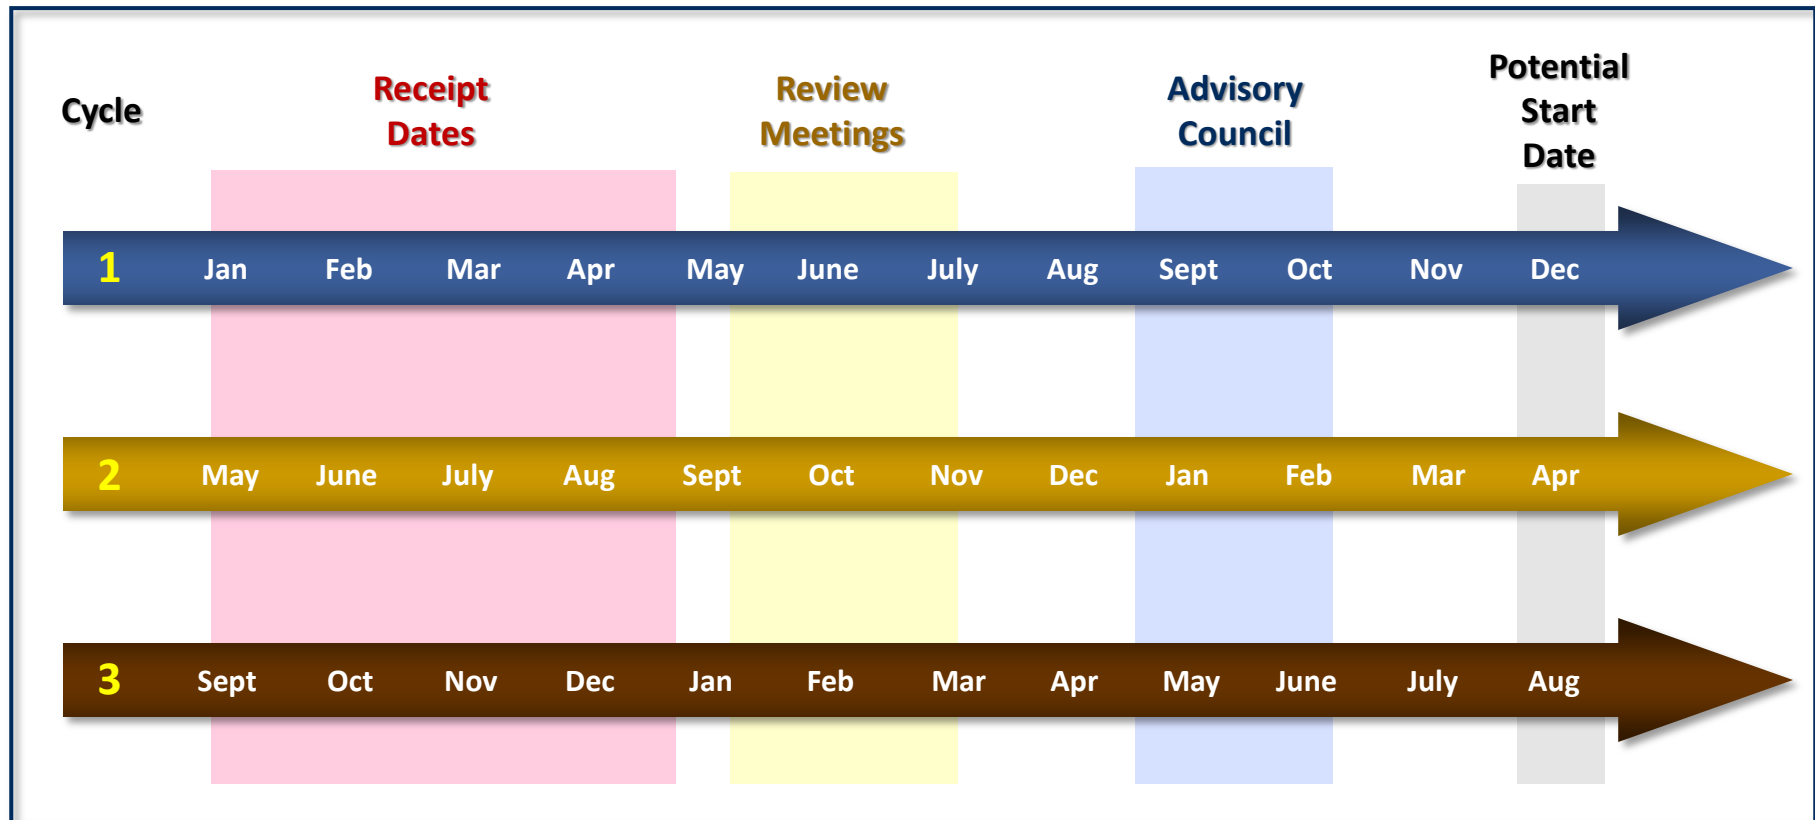 Cycle
Receipt
Dates
Review
Meetings
Advisory
Council
Potential
Start
Date
1 Jan Feb Mar Apr May June July Aug Sept Oct Nov Dec
2 May June July Aug Sept Oct Nov Dec Jan Feb Mar Apr
3 Sept Oct Nov Dec Jan Feb Mar Apr May June July Aug